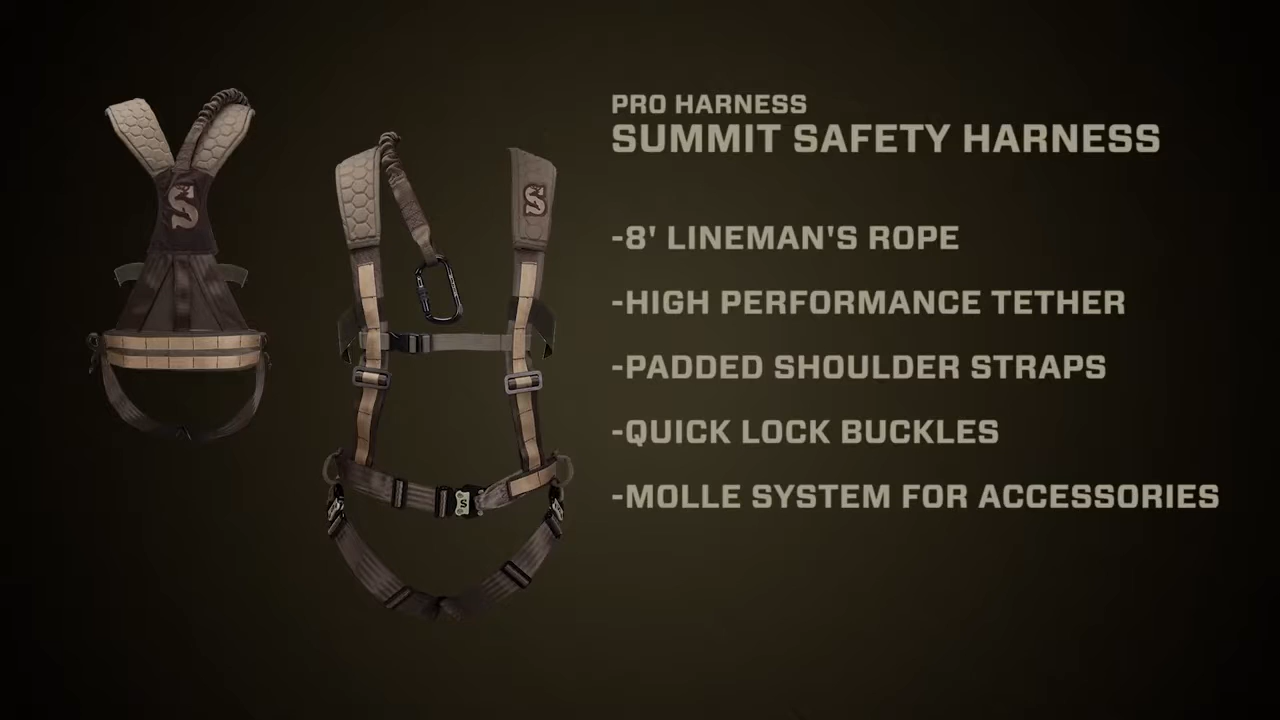 PRO HARNESS
SUMMIT SAFETY HARNESS
-8' LINEMAN'S ROPE
-HIGH PERFORMANCE TETHER
-PADDED SHOULDER STRAPS
-QUICK LOCK BUCKLES
-MOLLE SYSTEM FOR ACCESSORIES